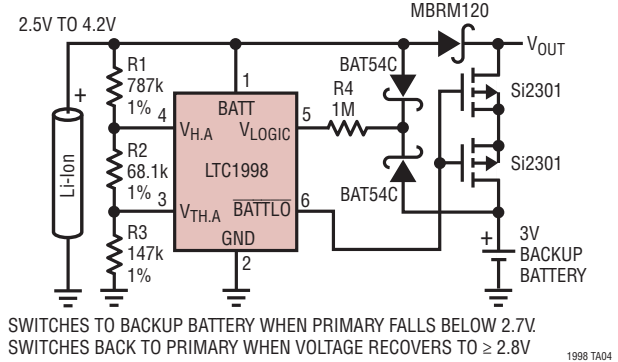 MBRM120
2.5V TO 4.2V
VOUT
R1
787k
1%
BAT54C
R4
1M
Si2301
1
BATT
4
5
VH.A
VLOGIC
+
Li-Ion
R2
68.1k
1%
LTC1998
Si2301
3
6
VTH.A
BATTLO
BAT54C
R3
147k
1%
GND
2
+
3V
BACKUP
BATTERY
SWITCHES TO BACKUP BATTERY WHEN PRIMARY FALLS BELOW 2.7V.
SWITCHES BACK TO PRIMARY WHEN VOLTAGE RECOVERS TO ≥ 2.8V
1998 TA04